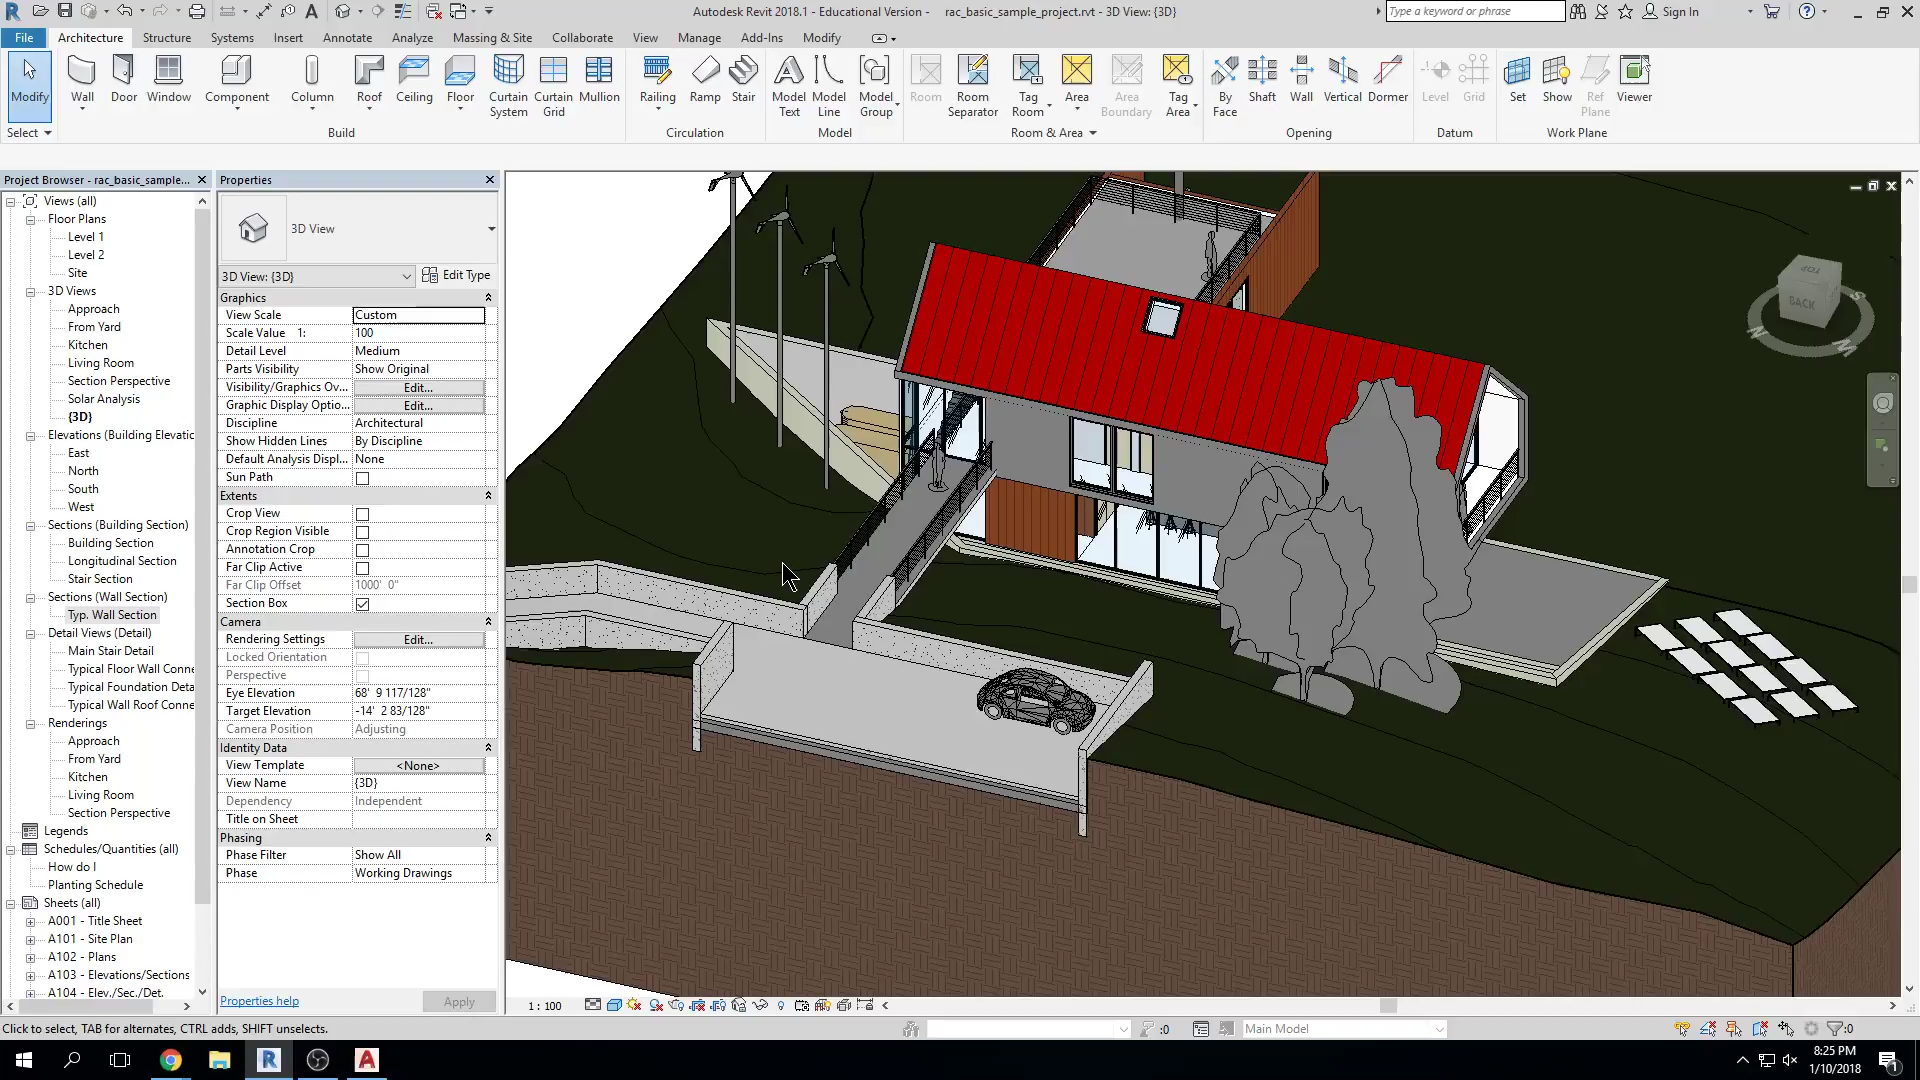 Autodesk Revit 2018.1 - Educational Version -    rac_basic_sample_project.rvt - 3D View: {3D}
Type a keyword or phrase
Sign In
File Architecture Structure Systems Insert Annotate Analyze Massing & Site Collaborate View Manage Add-Ins Modify
Modify Wall Door Window Component Column Roof Ceiling Floor Curtain System Curtain Grid Mullion Railing Ramp Stair Model Text Model Line Model Group Room Room Separator Tag Room Area Area Boundary Tag Area By Face Shaft Wall Vertical Dormer Level Grid Set Show Ref Plane Viewer
Select Build Circulation Model Room & Area Opening Datum Work Plane
Project Browser - rac_basic_sample...
Views (all)
Floor Plans
Level 1
Level 2
Site
3D Views
Approach
From Yard
Kitchen
Living Room
Section Perspective
Solar Analysis
{3D}
Elevations (Building Elevatic
East
North
South
West
Sections (Building Section)
Building Section
Longitudinal Section
Stair Section
Sections (Wall Section)
Typ. Wall Section
Detail Views (Detail)
Main Stair Detail
Typical Floor Wall Conne
Typical Foundation Deta
Typical Wall Roof Conne
Renderings
Approach
From Yard
Kitchen
Living Room
Section Perspective
Legends
Schedules/Quantities (all)
How do I
Planting Schedule
Sheets (all)
A001 - Title Sheet
A101 - Site Plan
A102 - Plans
A103 - Elevations/Sections
A104 - Elev./Sec./Det.
Properties
3D View
3D View: {3D} Edit Type
Graphics
View Scale Custom
Scale Value 1: 100
Detail Level Medium
Parts Visibility Show Original
Visibility/Graphics Ov... Edit...
Graphic Display Optio... Edit...
Discipline Architectural
Show Hidden Lines By Discipline
Default Analysis Displ... None
Sun Path
Extents
Crop View
Crop Region Visible
Annotation Crop
Far Clip Active
Far Clip Offset 1000' 0"
Section Box
Camera
Rendering Settings Edit...
Locked Orientation
Perspective
Eye Elevation 68' 9 117/128"
Target Elevation -14' 2 83/128"
Camera Position Adjusting
Identity Data
View Template <None>
View Name {3D}
Dependency Independent
Title on Sheet
Phasing
Phase Filter Show All
Phase Working Drawings
Properties help Apply
TOP
BACK
S
N
1 : 100
Click to select, TAB for alternates, CTRL adds, SHIFT unselects.
:0
Main Model
:0
8:25 PM
1/10/2018
1